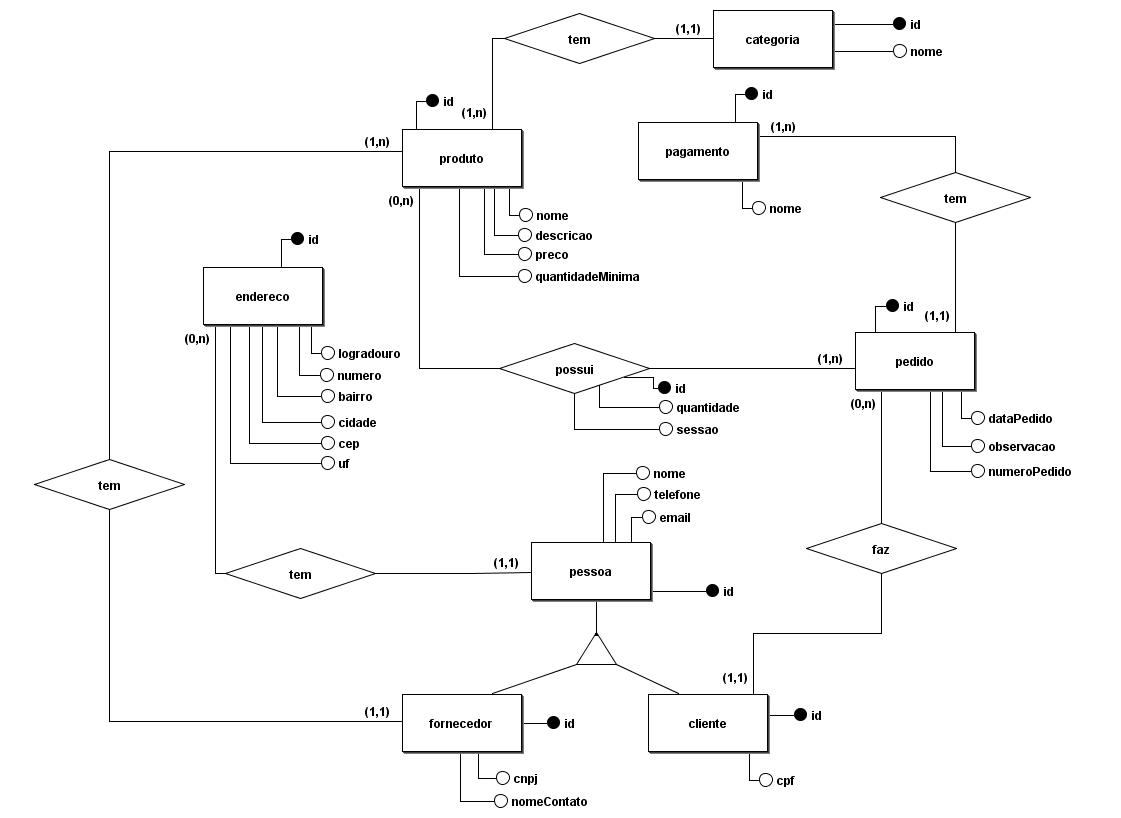 tem
(1,1)
categoria
id
nome
id
(1,n)
produto
(1,n)
(0,n)
nome
descricao
preco
quantidadeMinima
id
pagamento
(1,n)
nome
tem
id
endereco
(0,n)
logradouro
numero
bairro
cidade
cep
uf
id
(1,1)
pedido
(1,n)
(0,n)
dataPedido
observacao
numeroPedido
possui
id
quantidade
sessao
tem
nome
telefone
email
tem
(1,1)
pessoa
id
faz
(1,1)
fornecedor
id
cnpj
nomeContato
(1,1)
cliente
id
cpf